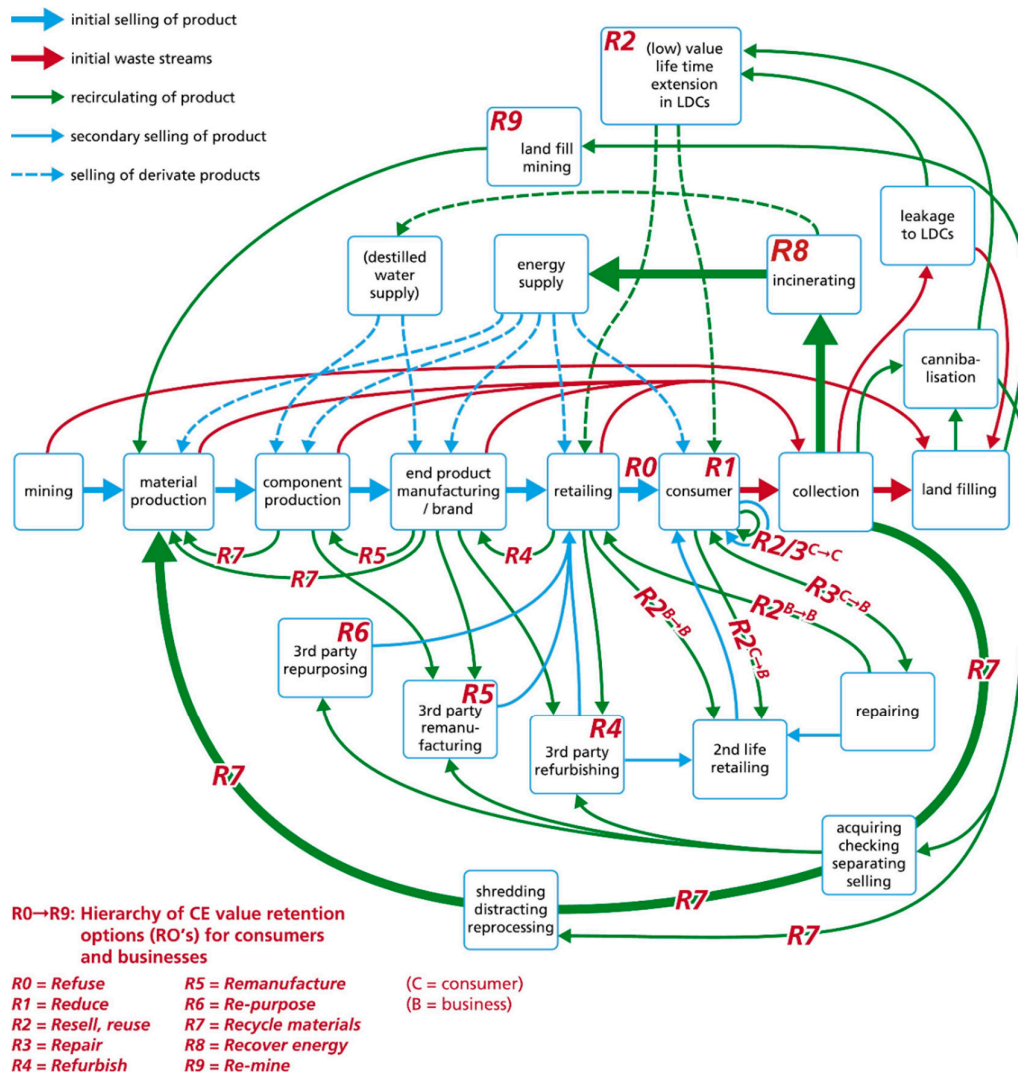 initial selling of product
initial waste streams
recirculating of product
secondary selling of product
selling of derivate products
R2 (low) value
life time
extension
in LDCs
R9
land fill
mining
leakage
to LDCs
(destilled
water
supply)
energy
supply
R8
incinerating
canniba-
lisation
mining
material
production
component
production
end product
manufacturing
/ brand
retailing
R0
R1
consumer
collection
land filling
R7
R5
R7
R4
R2/3 C→C
R3 C→B
R2 B→B
R2 B→B
R2 C→B
R7
R6
3rd party
repurposing
R5
3rd party
remanu-
facturing
R4
3rd party
refurbishing
2nd life
retailing
repairing
R7
acquiring
checking
separating
selling
shredding
distracting
reprocessing
R7
R7
R0→R9: Hierarchy of CE value retention
options (RO's) for consumers
and businesses
R0 = Refuse
R1 = Reduce
R2 = Resell, reuse
R3 = Repair
R4 = Refurbish
R5 = Remanufacture
R6 = Re-purpose
R7 = Recycle materials
R8 = Recover energy
R9 = Re-mine
(C = consumer)
(B = business)